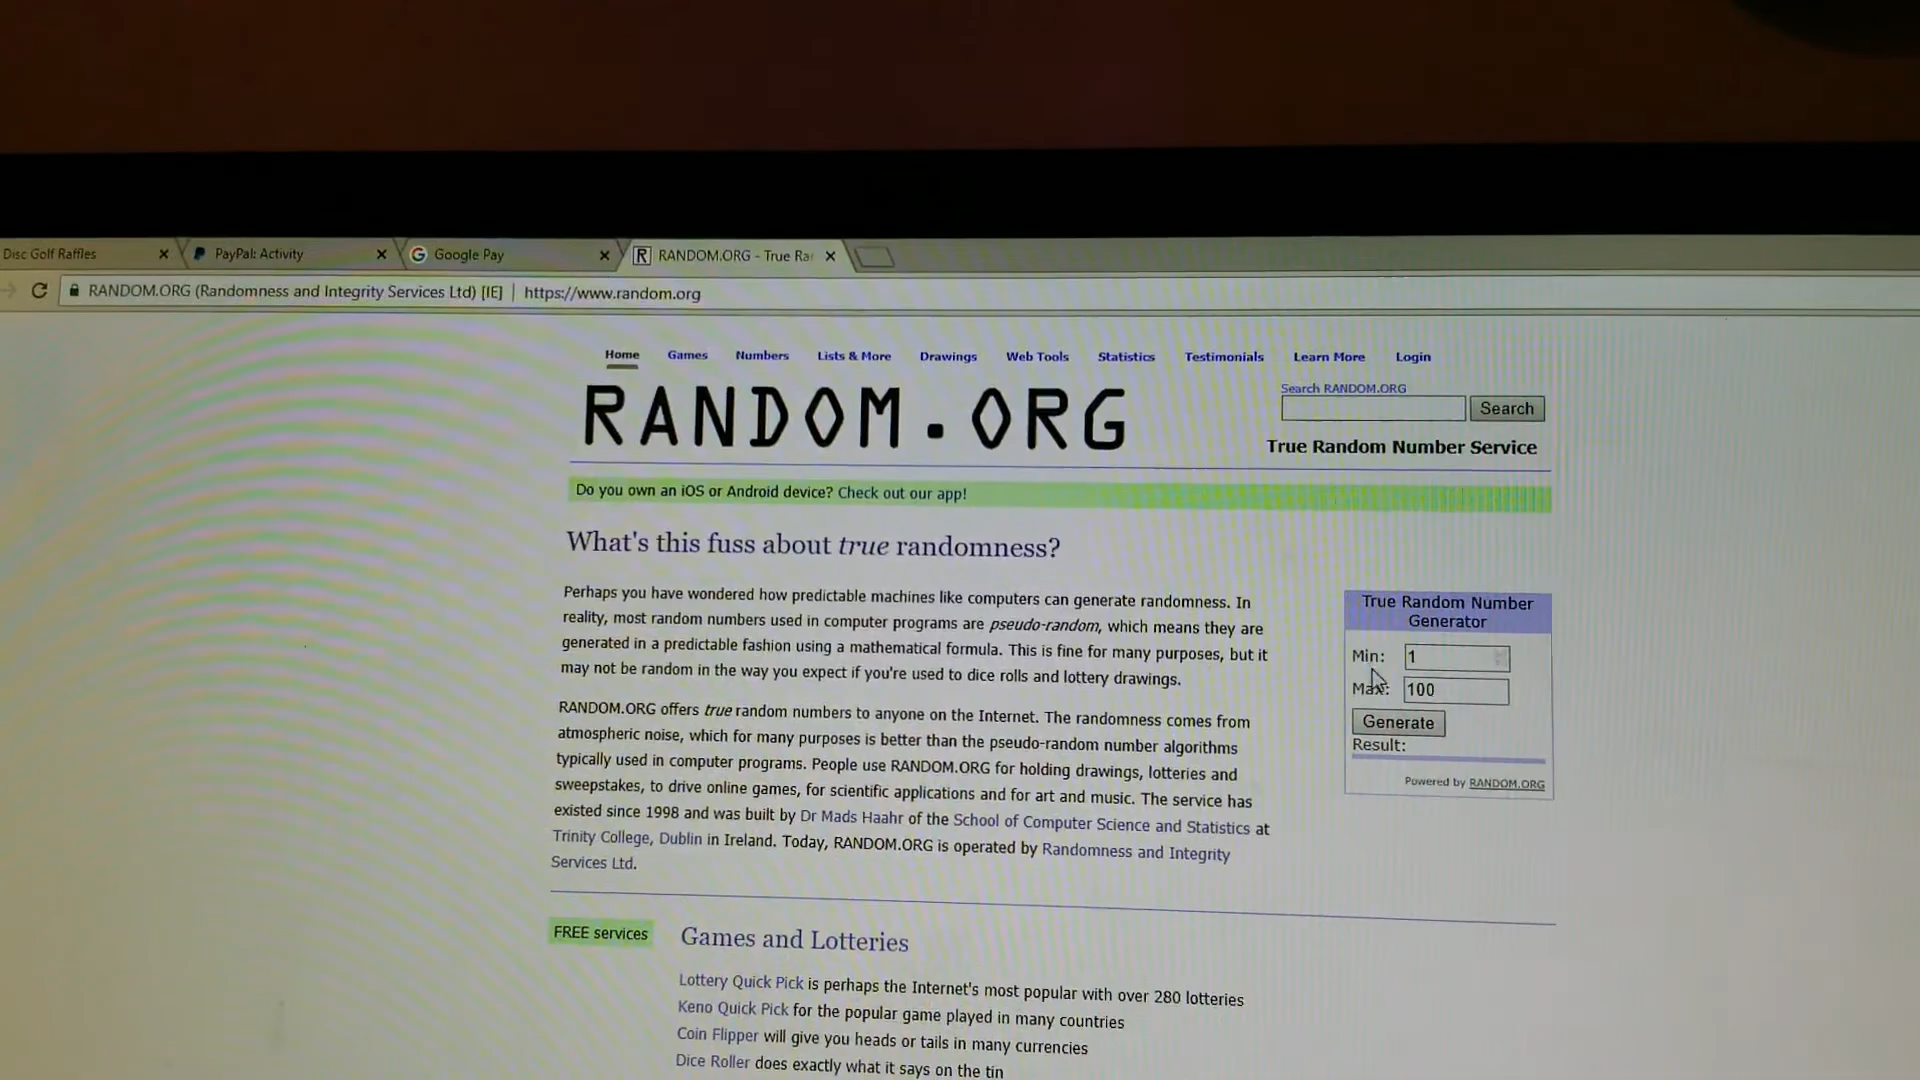 Disc Golf Raffles
PayPal: Activity
Google Pay
RANDOM.ORG - True Ra
RANDOM.ORG (Randomness and Integrity Services Ltd) [IE] | https://www.random.org
Home Games Numbers Lists & More Drawings Web Tools Statistics Testimonials Learn More Login
RANDOM.ORG
Search RANDOM.ORG
Search
True Random Number Service
Do you own an iOS or Android device? Check out our app!
What's this fuss about true randomness?
Perhaps you have wondered how predictable machines like computers can generate randomness. In
reality, most random numbers used in computer programs are pseudo-random, which means they are
generated in a predictable fashion using a mathematical formula. This is fine for many purposes, but it
may not be random in the way you expect if you're used to dice rolls and lottery drawings.
RANDOM.ORG offers true random numbers to anyone on the Internet. The randomness comes from
atmospheric noise, which for many purposes is better than the pseudo-random number algorithms
typically used in computer programs. People use RANDOM.ORG for holding drawings, lotteries and
sweepstakes, to drive online games, for scientific applications and for art and music. The service has
existed since 1998 and was built by Dr Mads Haahr of the School of Computer Science and Statistics at
Trinity College, Dublin in Ireland. Today, RANDOM.ORG is operated by Randomness and Integrity
Services Ltd.
True Random Number
Generator
Min: 1
Max: 100
Generate
Result:
Powered by RANDOM.ORG
FREE services
Games and Lotteries
Lottery Quick Pick is perhaps the Internet's most popular with over 280 lotteries
Keno Quick Pick for the popular game played in many countries
Coin Flipper will give you heads or tails in many currencies
Dice Roller does exactly what it says on the tin